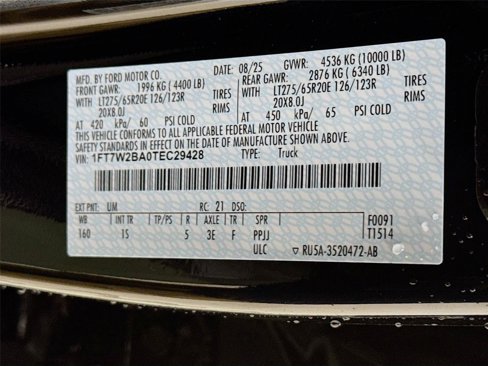 MFD. BY FORD MOTOR CO. DATE: 08/25 GVWR: 4536 KG (10000 LB)
FRONT GAWR: 1996 KG (4400 LB) REAR GAWR: 2876 KG (6340 LB)
WITH LT275/65R20E 126/123R TIRES WITH LT275/65R20E 126/123R TIRES
20X8.0J RIMS 20X8.0J RIMS
AT 420 kPa/ 60 PSI COLD AT 450 kPa/ 65 PSI COLD
THIS VEHICLE CONFORMS TO ALL APPLICABLE FEDERAL MOTOR VEHICLE
SAFETY STANDARDS IN EFFECT ON THE DATE OF MANUFACTURE SHOWN ABOVE.
VIN: 1FT7W2BA0TEC29428 TYPE: Truck
EXT PNT: UM RC: 21 DSO: F0091
WB INT TR TP/PS R AXLE TR SPR T1514
160 15 5 3E F PPJJ
ULC ▽ RU5A-3520472-AB